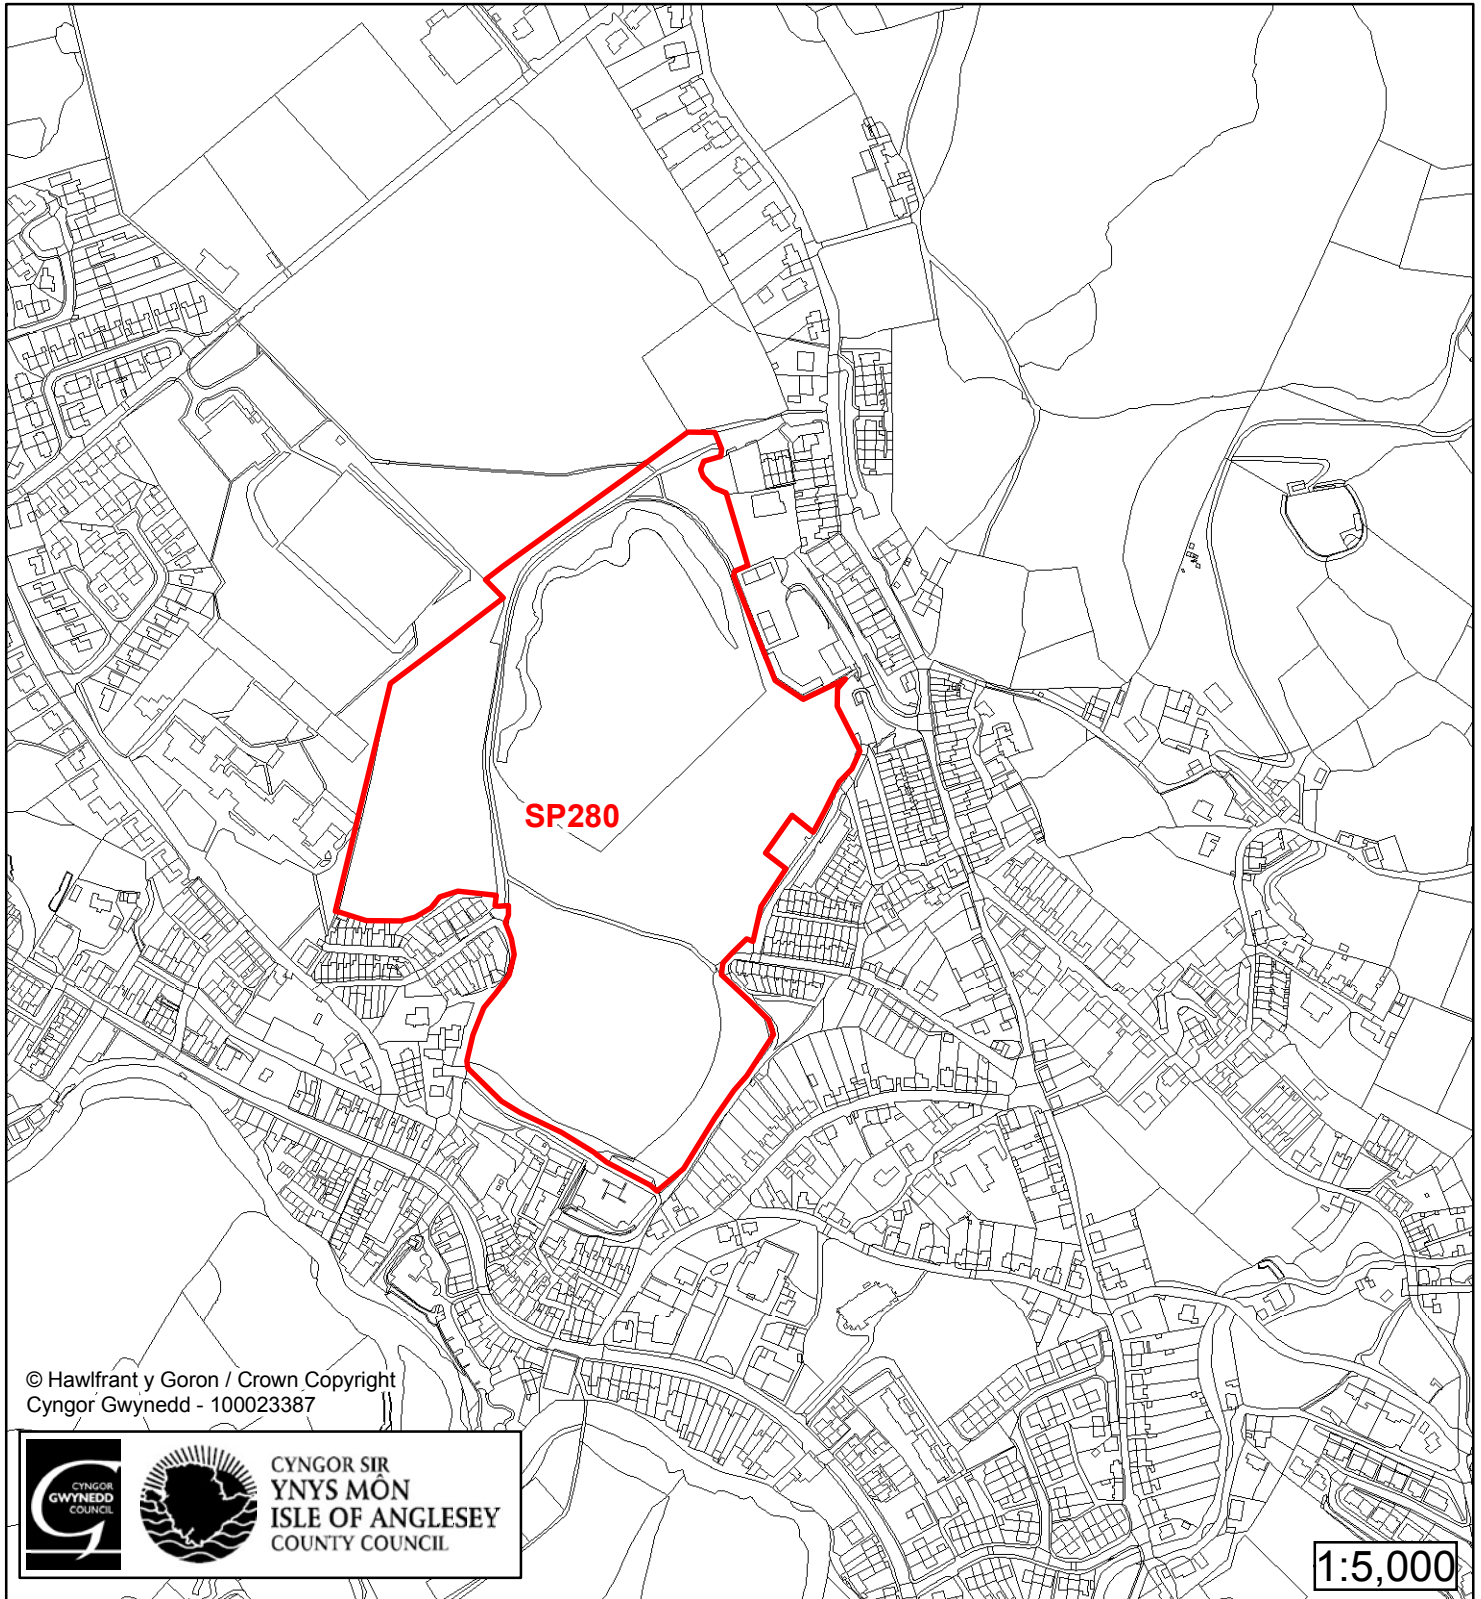 SP280
© Hawlfrant y Goron / Crown Copyright
Cyngor Gwynedd - 100023387
CYNGOR
GWYNEDD
COUNCIL
CYNGOR SIR
YNYS MÔN
ISLE OF ANGLESEY
COUNTY COUNCIL
1:5,000